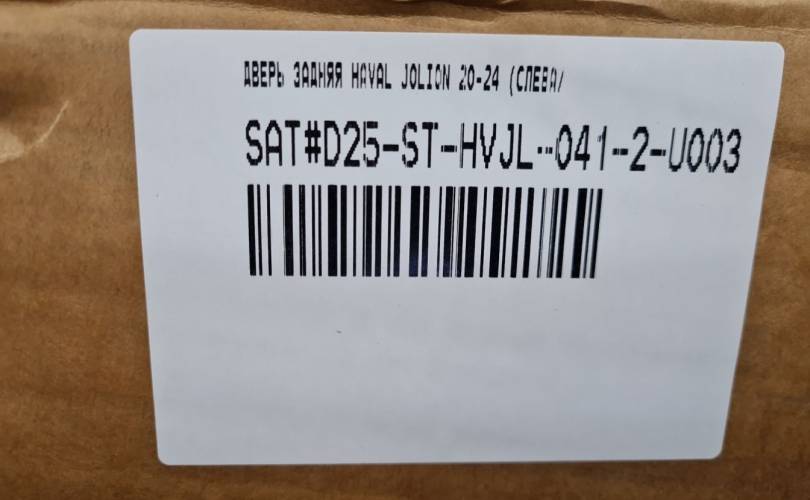 ДВЕРЬ ЗАДНЯЯ HAVAL JOLION 20-24 (СЛЕВА/
SAT#D25-ST-HVJL-041-2-U003